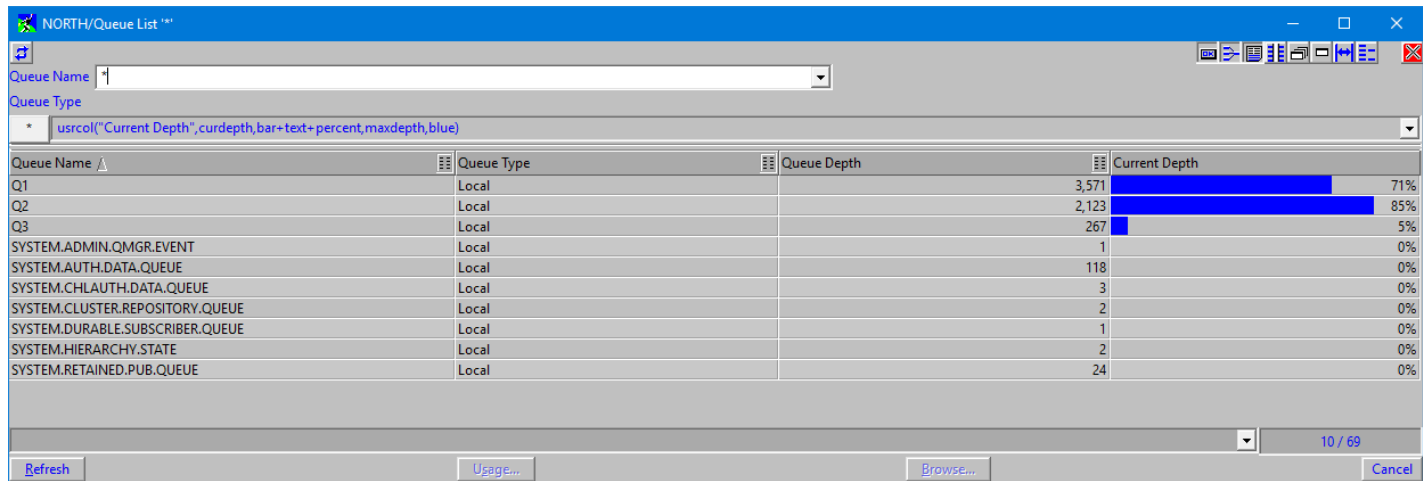 NORTH/Queue List '*'
Queue Name *
Queue Type
* usrcol("Current Depth",curdepth,bar+text+percent,maxdepth,blue)
Queue Name Queue Type Queue Depth Current Depth
Q1 Local 3,571 71%
Q2 Local 2,123 85%
Q3 Local 267 5%
SYSTEM.ADMIN.QMGR.EVENT Local 1 0%
SYSTEM.AUTH.DATA.QUEUE Local 118 0%
SYSTEM.CHLAUTH.DATA.QUEUE Local 3 0%
SYSTEM.CLUSTER.REPOSITORY.QUEUE Local 2 0%
SYSTEM.DURABLE.SUBSCRIBER.QUEUE Local 1 0%
SYSTEM.HIERARCHY.STATE Local 2 0%
SYSTEM.RETAINED.PUB.QUEUE Local 24 0%
10 / 69
Refresh Usage... Browse... Cancel